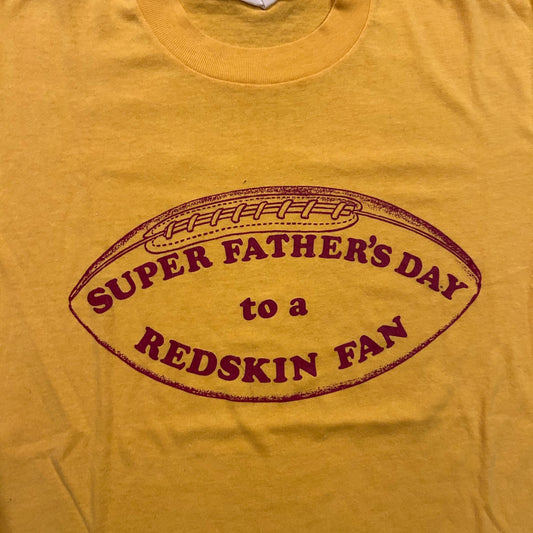 SUPER FATHER'S DAY
to a
REDSKIN FAN